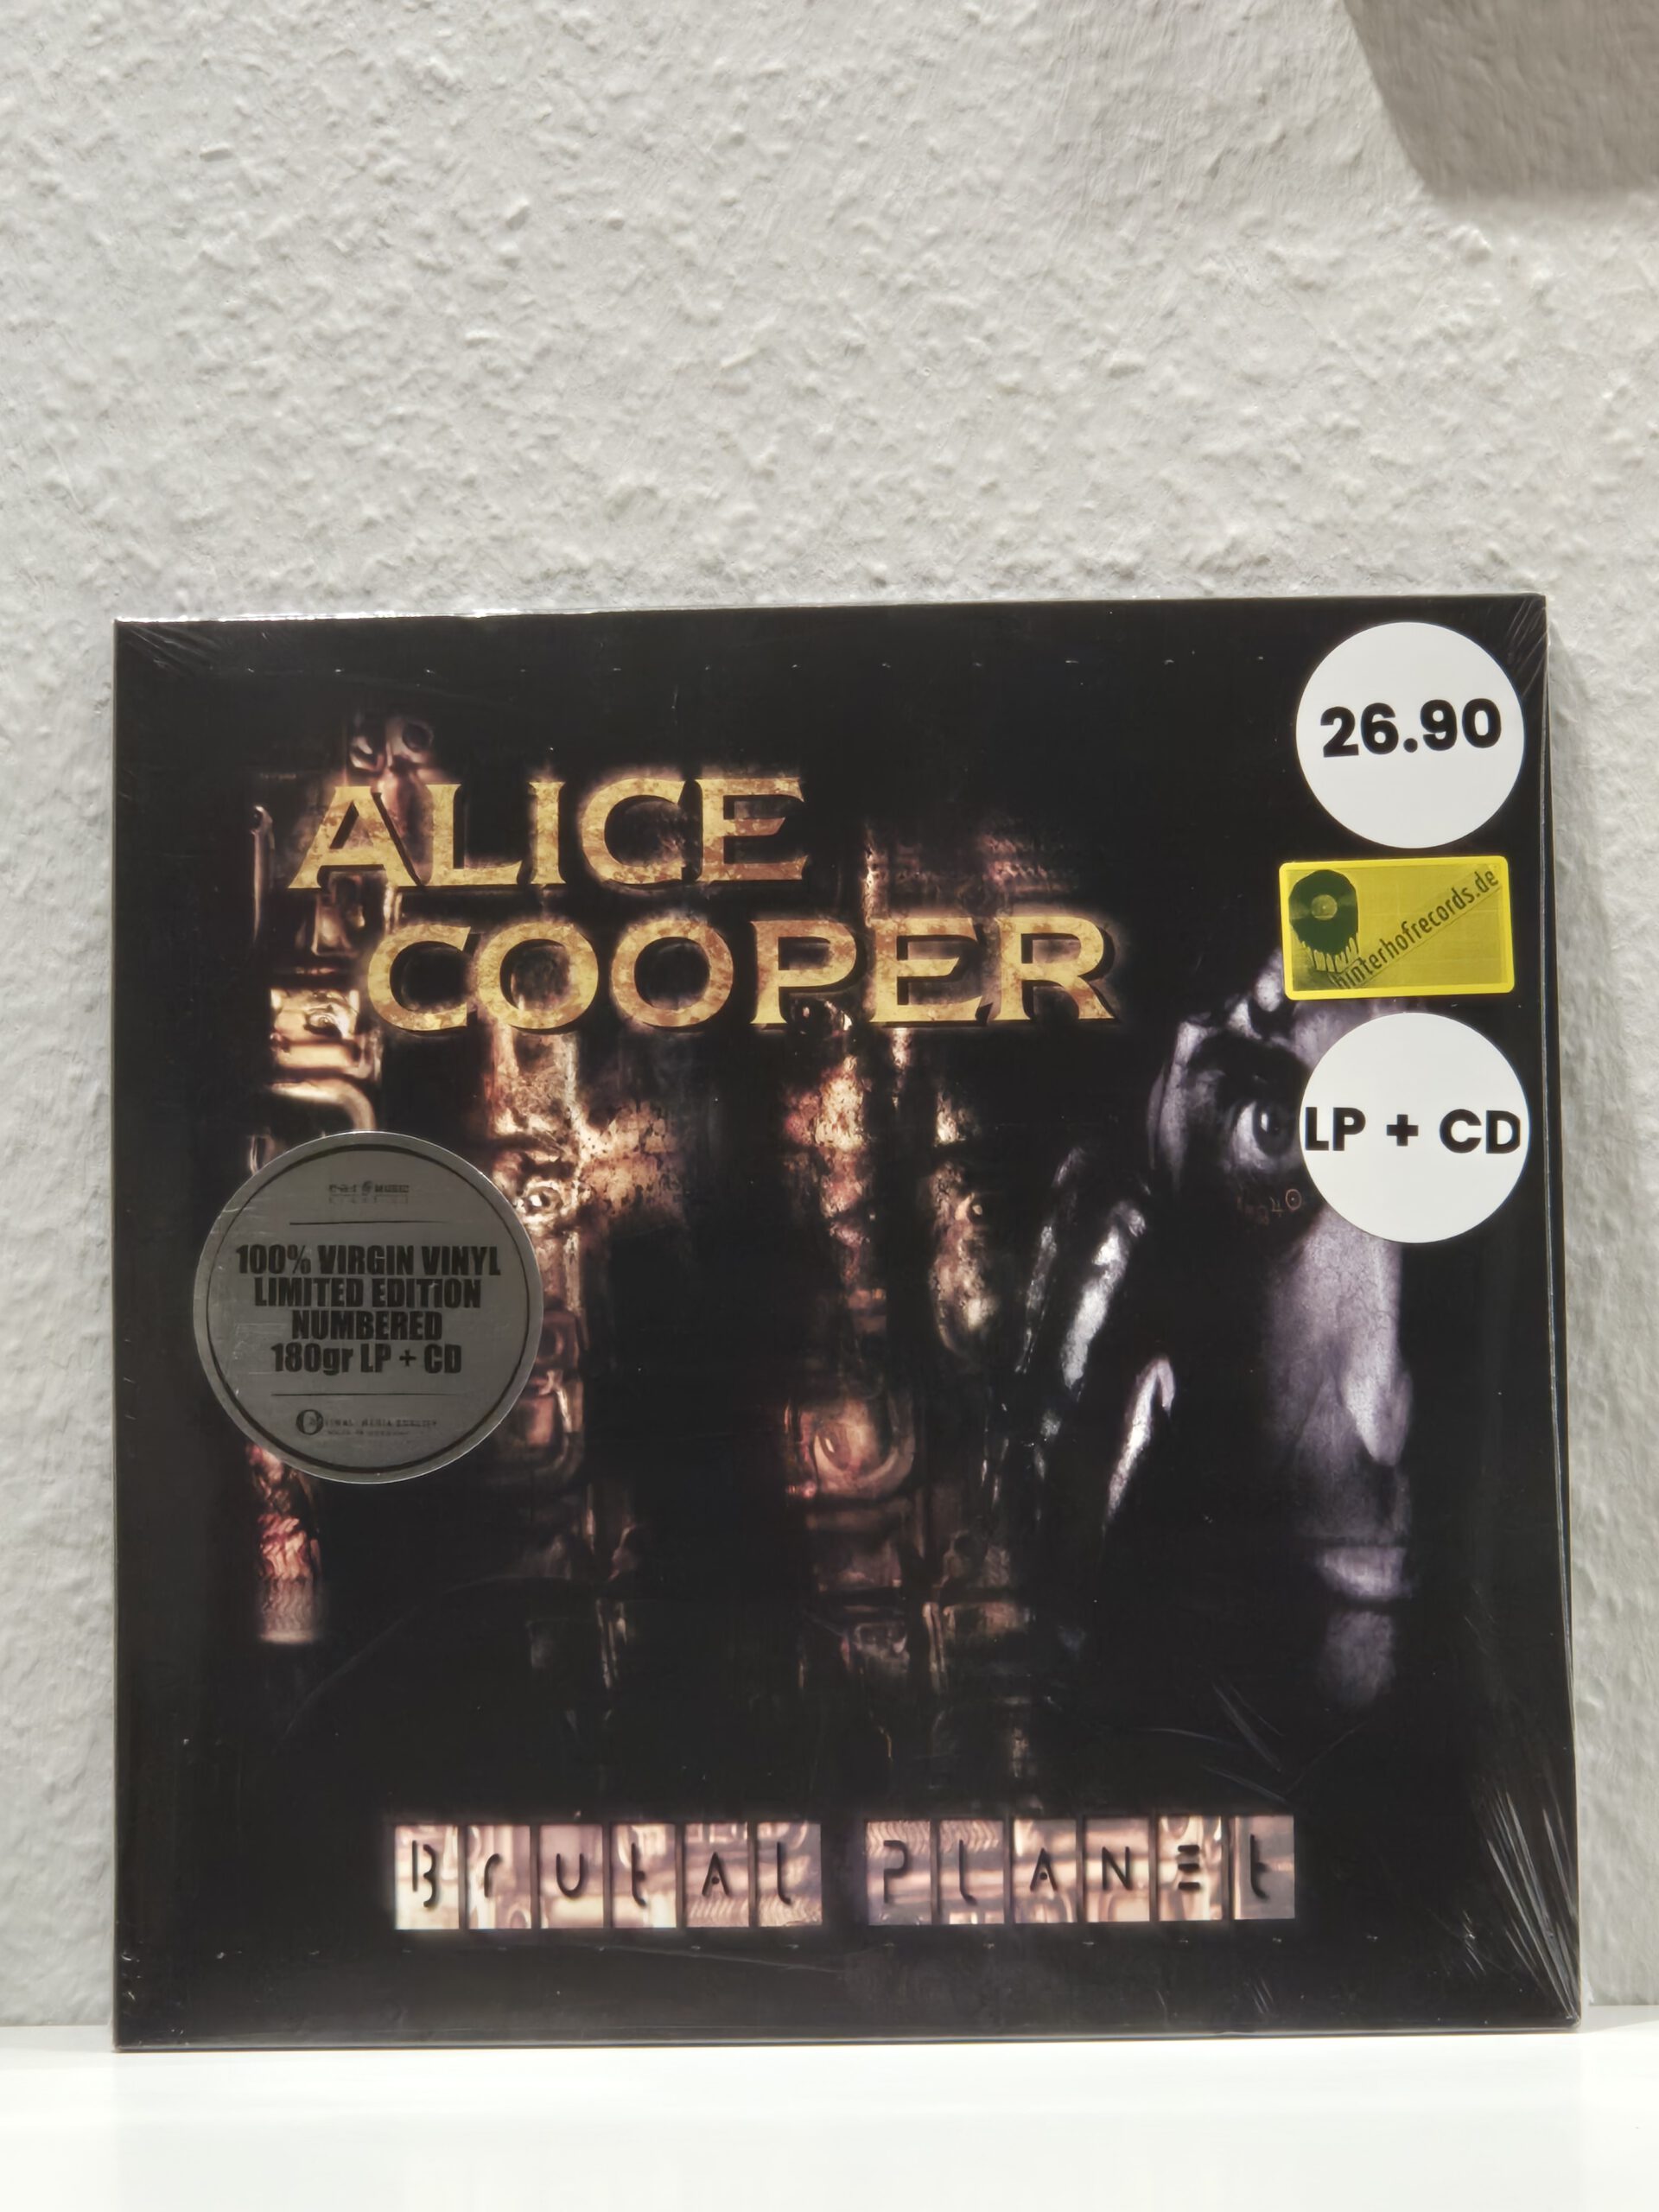 26.90
ALICE
COOPER
hinterhofrecords.de
LP + CD
100% VIRGIN VINYL
LIMITED EDITION
NUMBERED
180gr LP + CD
BrutAl PlANEt